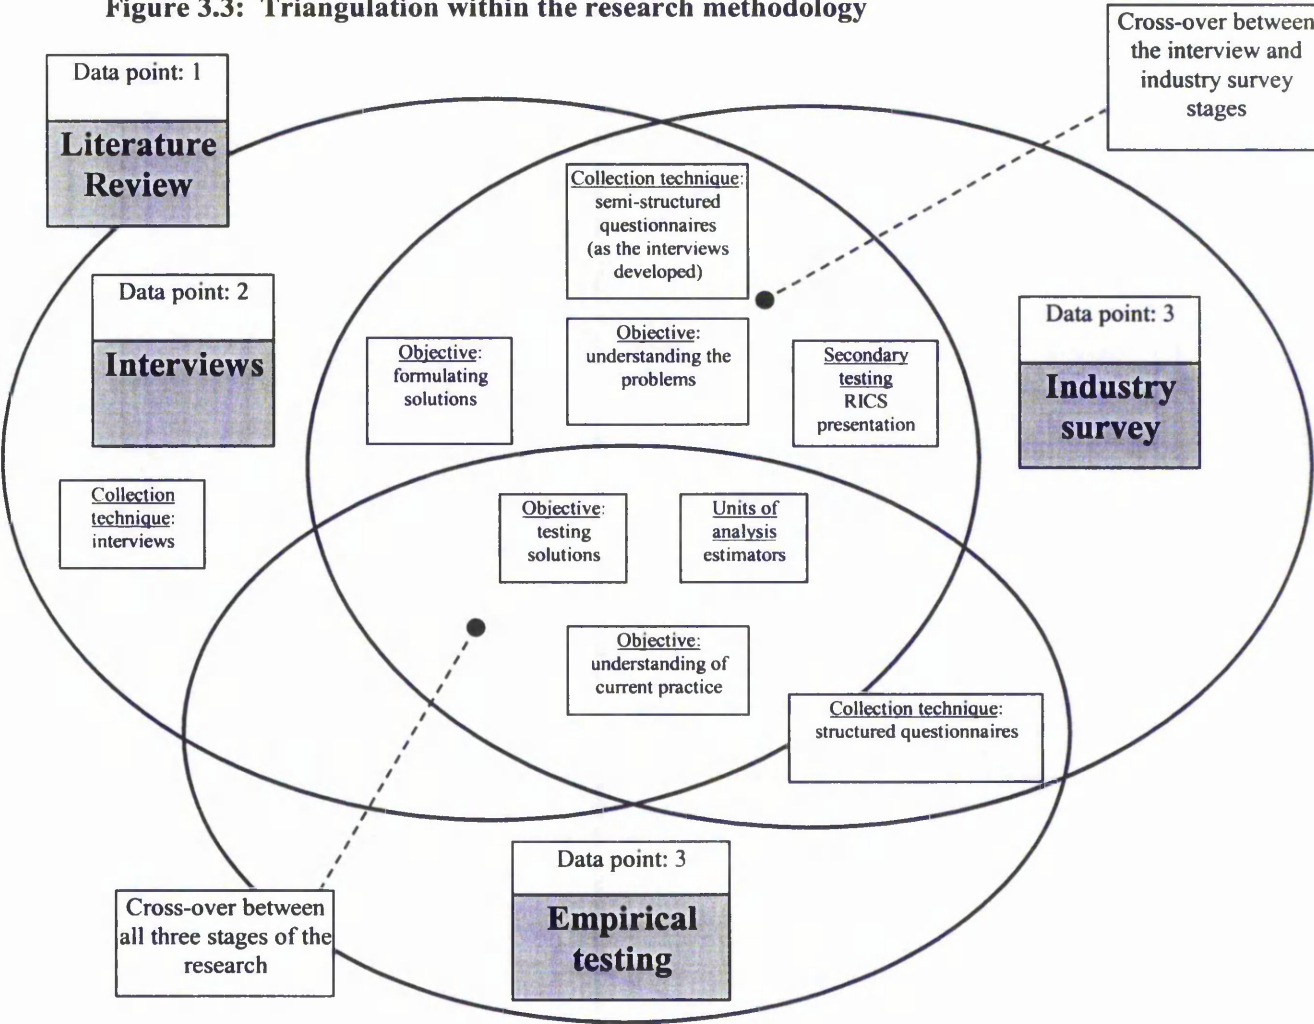 Figure 3.3: Triangulation within the research methodology
Cross-over between
the interview and
industry survey
stages
Data point: 1
Literature
Review
Collection technique:
semi-structured
questionnaires
(as the interviews
developed)
Data point: 2
Interviews
Data point: 3
Industry
survey
Objective:
formulating
solutions
Objective:
understanding the
problems
Secondary
testing
RICS
presentation
Collection
technique:
interviews
Objective:
testing
solutions
Units of
analysis
estimators
Objective:
understanding of
current practice
Collection technique:
structured questionnaires
Data point: 3
Empirical
testing
Cross-over between
all three stages of the
research